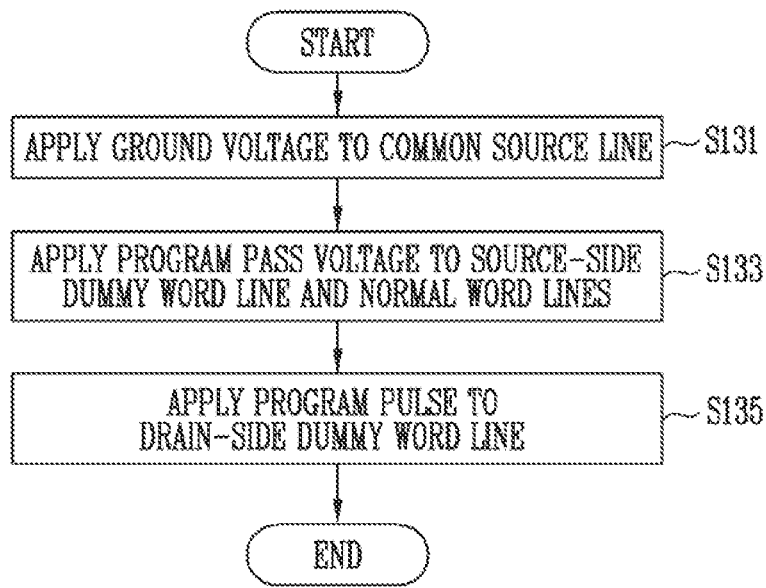 START
APPLY GROUND VOLTAGE TO COMMON SOURCE LINE
S131
APPLY PROGRAM PASS VOLTAGE TO SOURCE-SIDE
DUMMY WORD LINE AND NORMAL WORD LINES
S133
APPLY PROGRAM PULSE TO
DRAIN-SIDE DUMMY WORD LINE
S135
END